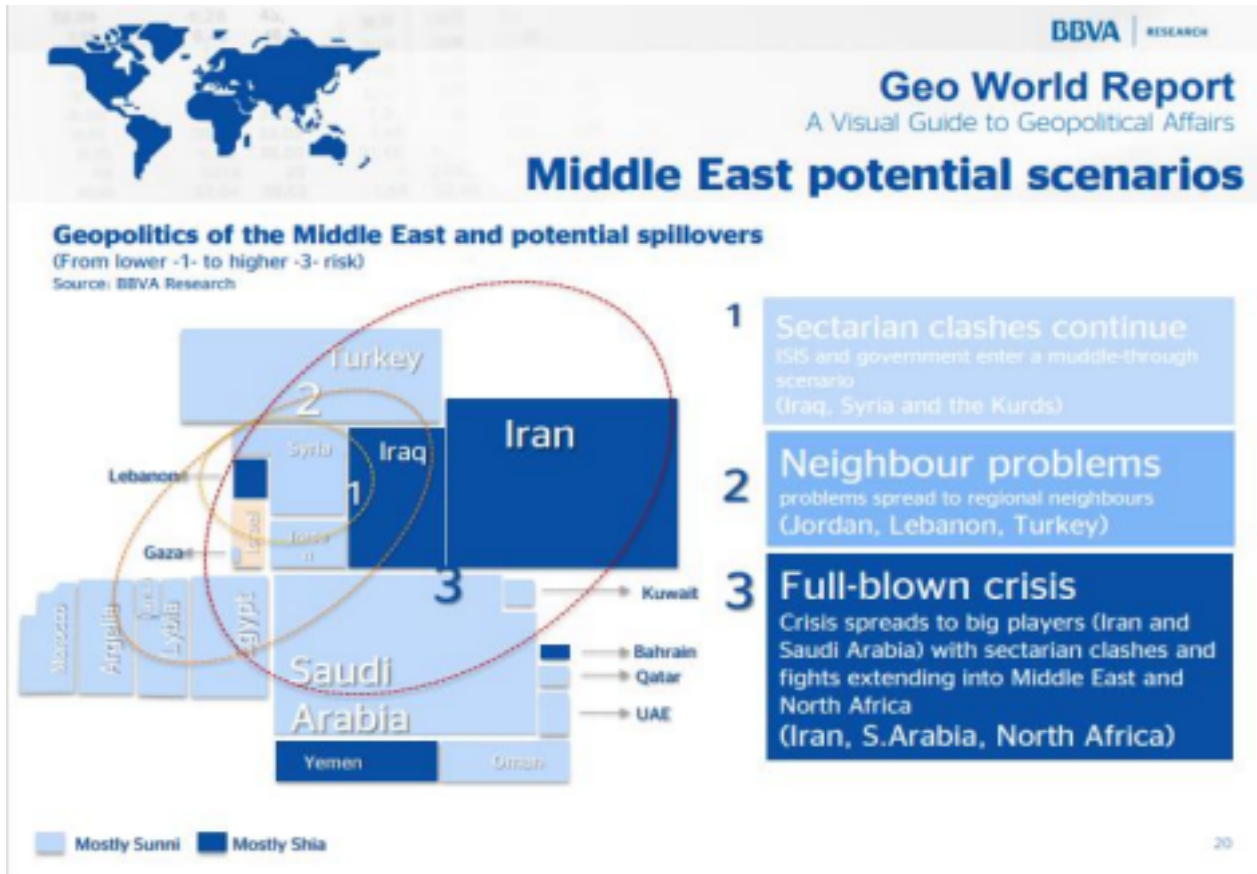 BBVA RESEARCH
Geo World Report
A Visual Guide to Geopolitical Affairs
Middle East potential scenarios
Geopolitics of the Middle East and potential spillovers
(From lower -1- to higher -3- risk)
Source: BBVA Research
Turkey
2
Iran
Syria
Iraq
Lebanon
1
Israel
Gaza
3
Kuwait
Morocco
Argelia
Lybia
Egypt
Saudi
Arabia
Bahrain
Qatar
UAE
Yemen
Oman
1
Sectarian clashes continue
ISIS and government enter a muddle-through
scenario
(Iraq, Syria and the Kurds)
2
Neighbour problems
problems spread to regional neighbours
(Jordan, Lebanon, Turkey)
3
Full-blown crisis
Crisis spreads to big players (Iran and
Saudi Arabia) with sectarian clashes and
fights extending into Middle East and
North Africa
(Iran, S.Arabia, North Africa)
Mostly Sunni
Mostly Shia
20